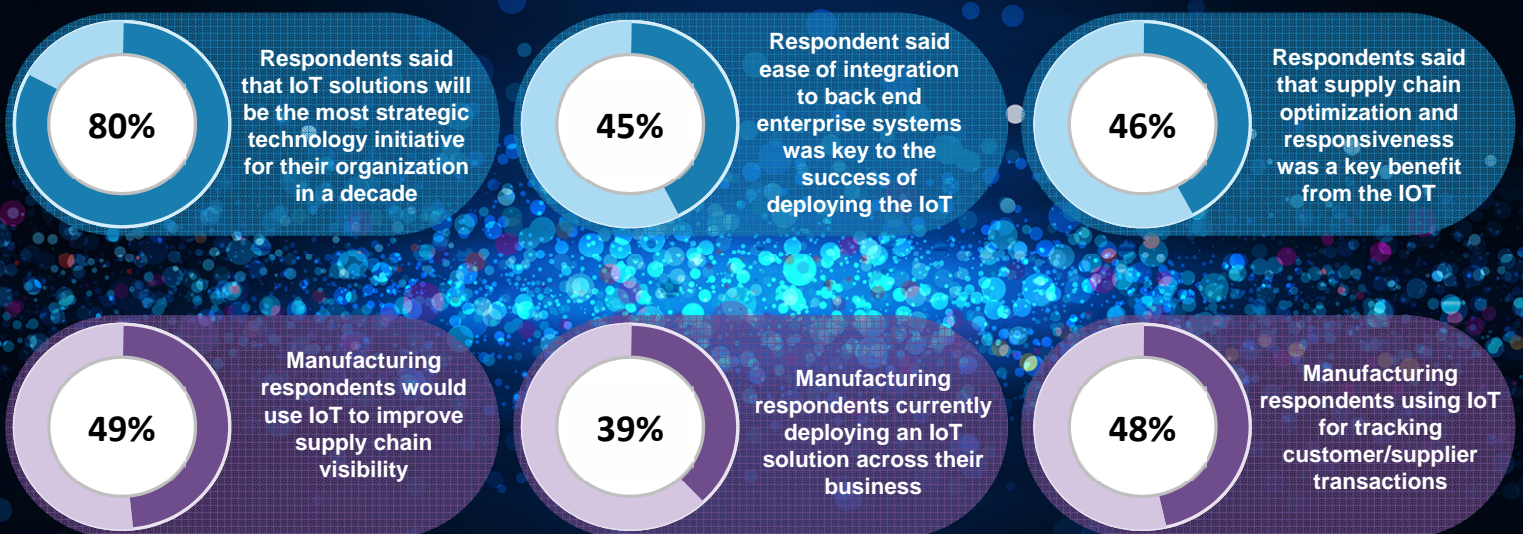 80%
Respondents said
that IoT solutions will
be the most strategic
technology initiative
for their organization
in a decade
45%
Respondent said
ease of integration
to back end
enterprise systems
was key to the
success of
deploying the IoT
46%
Respondents said
that supply chain
optimization and
responsiveness
was a key benefit
from the IOT
49%
Manufacturing
respondents would
use IoT to improve
supply chain
visibility
39%
Manufacturing
respondents currently
deploying an IoT
solution across their
business
48%
Manufacturing
respondents using IoT
for tracking
customer/supplier
transactions